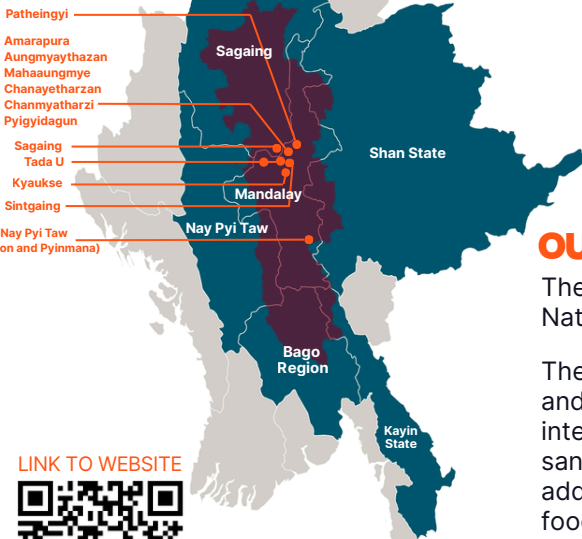 Patheingyi
Amarapura
Aungmyaythazan
Mahaaungmye
Chanayetharzan
Chanmyatharzi
Pyigyidagun
Sagaing
Tada U
Kyaukse
Sintgaing
Nay Pyi Taw
on and Pyinmana)
Sagaing
Shan State
Mandalay
Nay Pyi Taw
Bago
Region
Kayin
State
LINK TO WEBSITE
OU
The
Nat
The
and
inte
san
add
foo